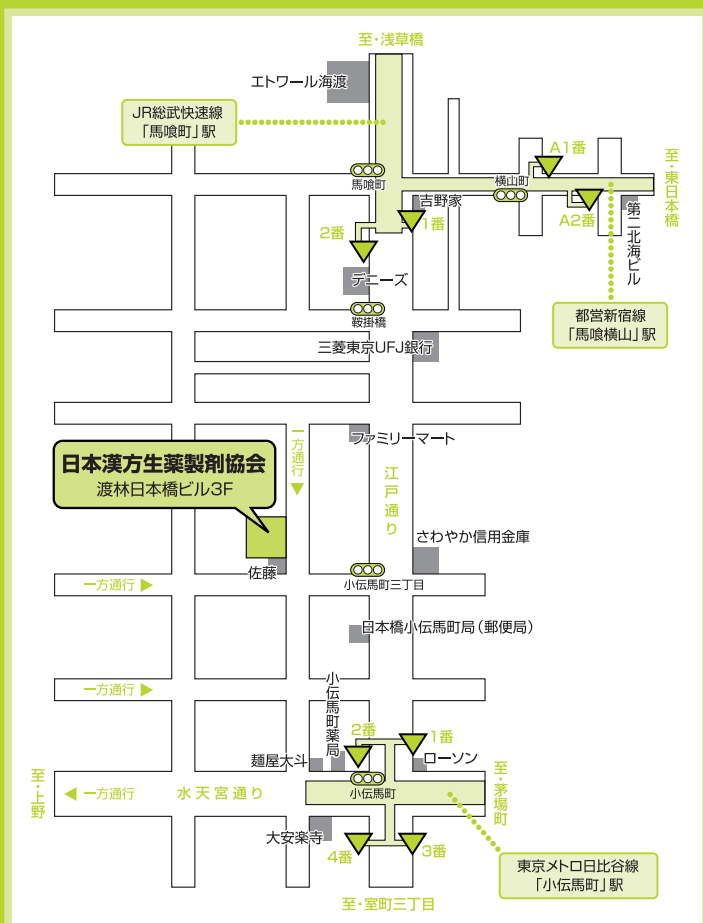 至・浅草橋
エトワール海渡
JR総武快速線
「馬喰町」駅
A1番
馬喰町
横山町
至・東日本橋
吉野家
A2番
1番
2番
第二北海ビル
デニーズ
鞍掛橋
都営新宿線
「馬喰横山」駅
三菱東京UFJ銀行
ファミリーマート
一方通行
江戸通り
日本漢方生薬製剤協会
渡林日本橋ビル3F
さわやか信用金庫
佐藤
小伝馬町三丁目
一方通行
日本橋小伝馬町局(郵便局)
一方通行
小伝馬町薬局
2番
1番
麺屋大斗
ローソン
至・上野
一方通行
水天宮通り
小伝馬町
至・茅場町
大安楽寺
4番
3番
東京メトロ日比谷線
「小伝馬町」駅
至・室町三丁目